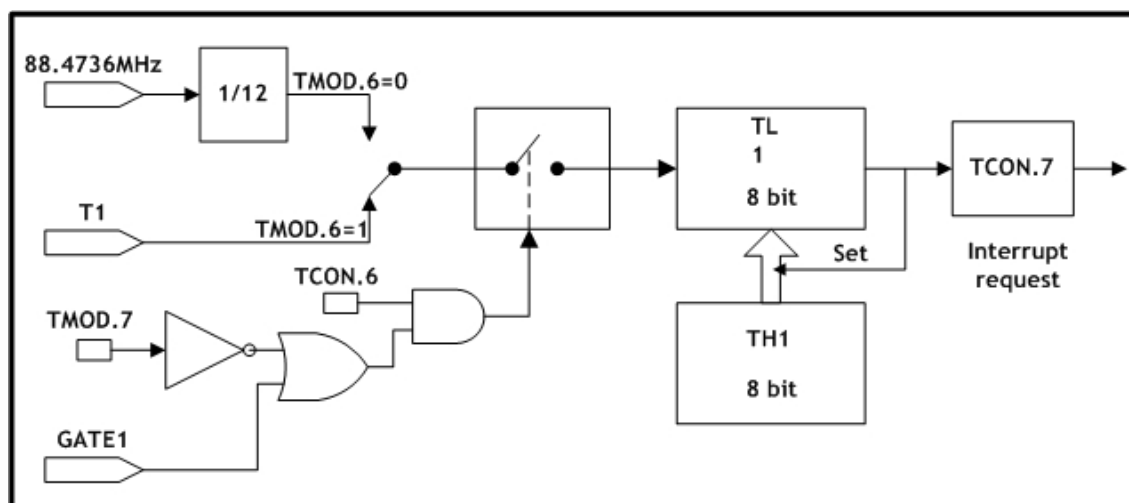 88.4736MHz
1/12
TMOD.6=0
T1
TMOD.6=1
TCON.6
TMOD.7
GATE1
TL
1
8 bit
Set
TH1
8 bit
TCON.7
Interrupt
request